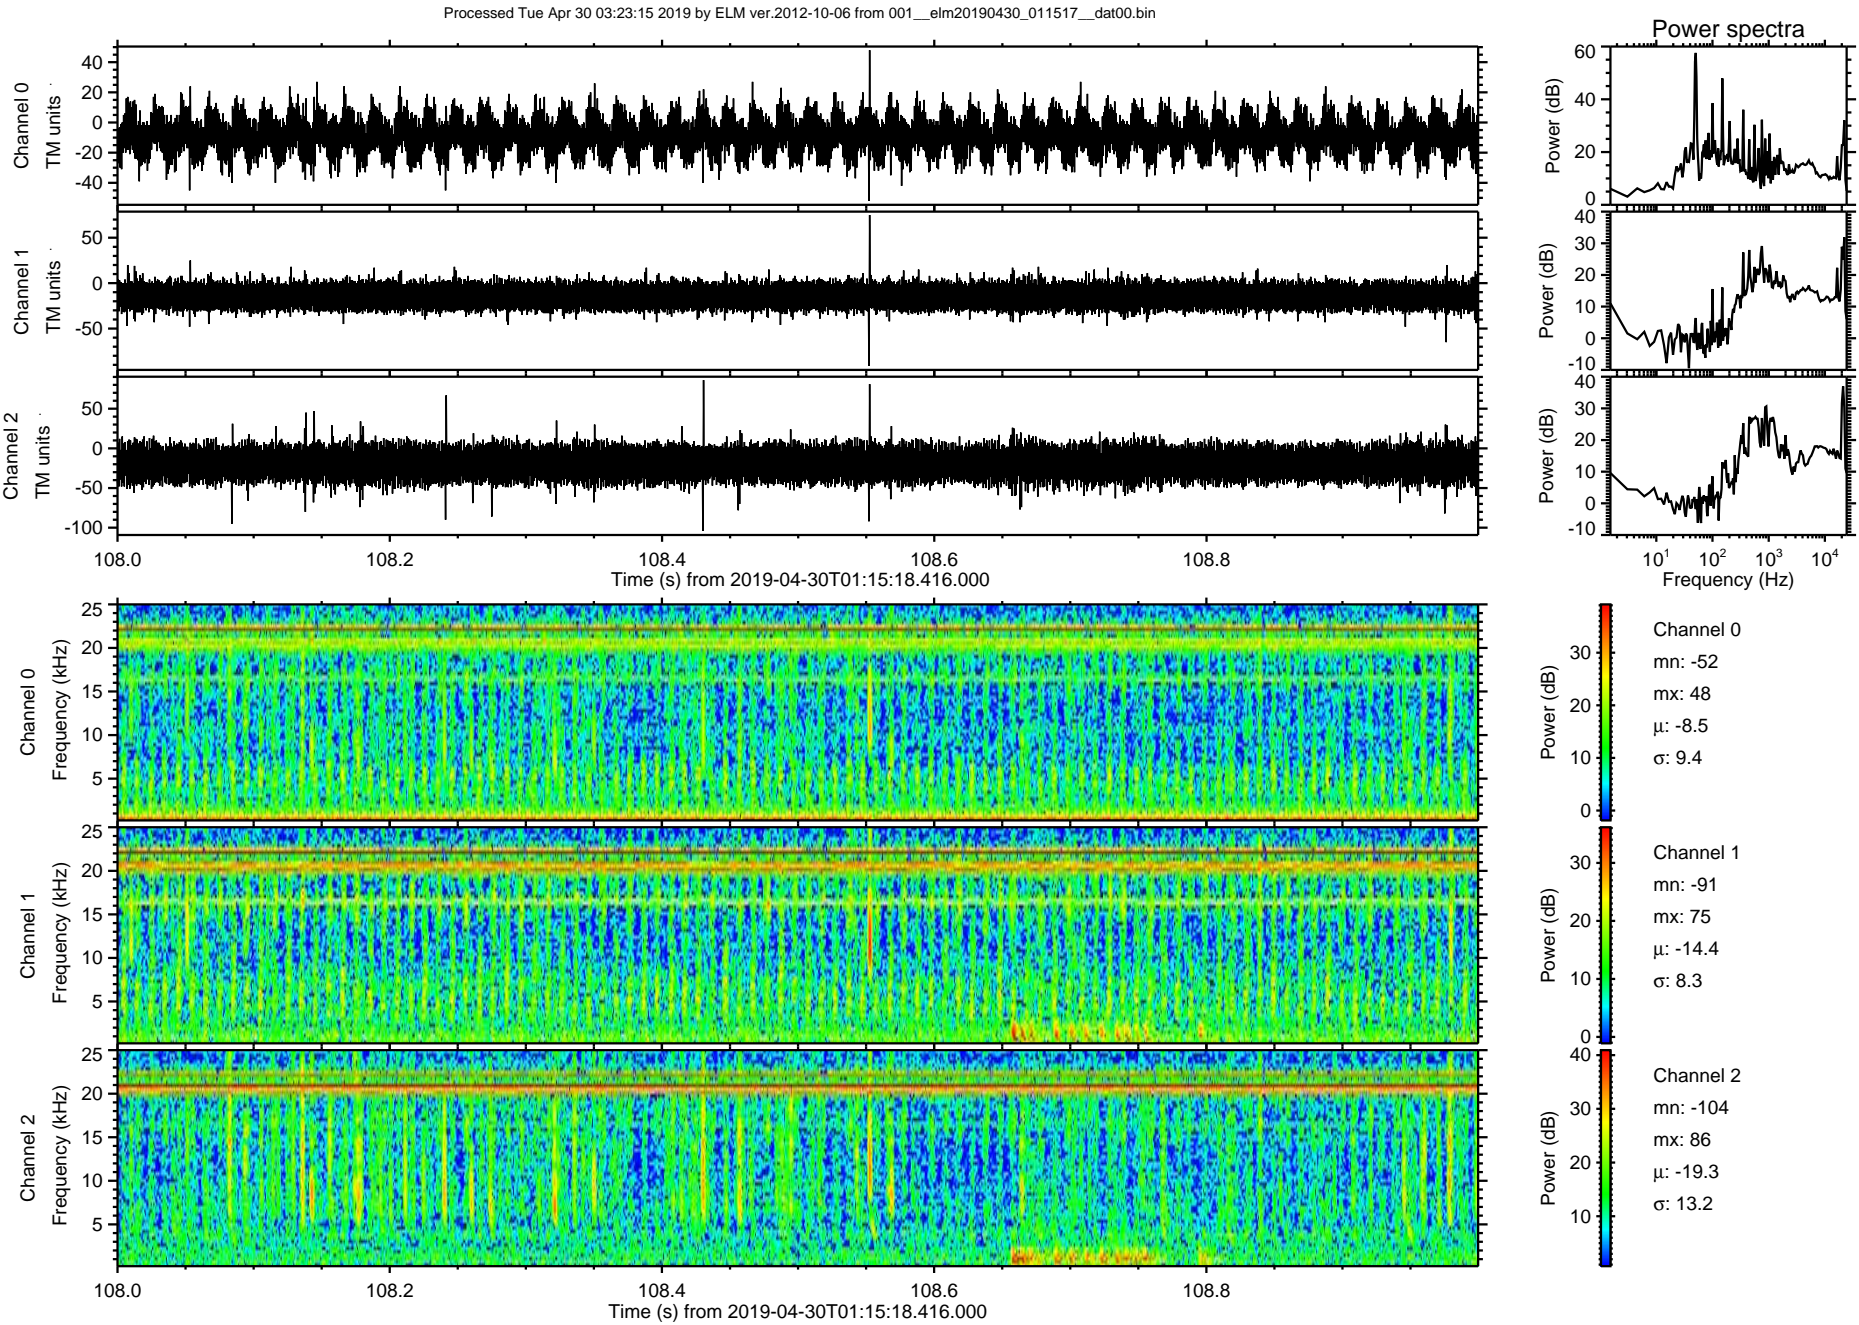 Processed Tue Apr 30 03:23:15 2019 by ELM ver.2012-10-06 from 001__elm20190430_011517__dat00.bin
Power spectra
Channel 0
TM units
40
20
0
-20
-40
Power (dB)
60
40
20
0
Channel 1
TM units
50
0
-50
Power (dB)
40
30
20
10
0
-10
Channel 2
TM units
50
0
-50
-100
Power (dB)
40
30
20
10
0
-10
108.0 108.2 108.4 108.6 108.8
Time (s) from 2019-04-30T01:15:18.416.000
10¹ 10² 10³ 10⁴
Frequency (Hz)
Channel 0
Frequency (kHz)
25
20
15
10
5
Power (dB)
30
20
10
0
Channel 0
mn: -52
mx: 48
μ: -8.5
σ: 9.4
Channel 1
Frequency (kHz)
25
20
15
10
5
Power (dB)
30
20
10
0
Channel 1
mn: -91
mx: 75
μ: -14.4
σ: 8.3
Channel 2
Frequency (kHz)
25
20
15
10
5
Power (dB)
40
30
20
10
Channel 2
mn: -104
mx: 86
μ: -19.3
σ: 13.2
108.0 108.2 108.4 108.6 108.8
Time (s) from 2019-04-30T01:15:18.416.000